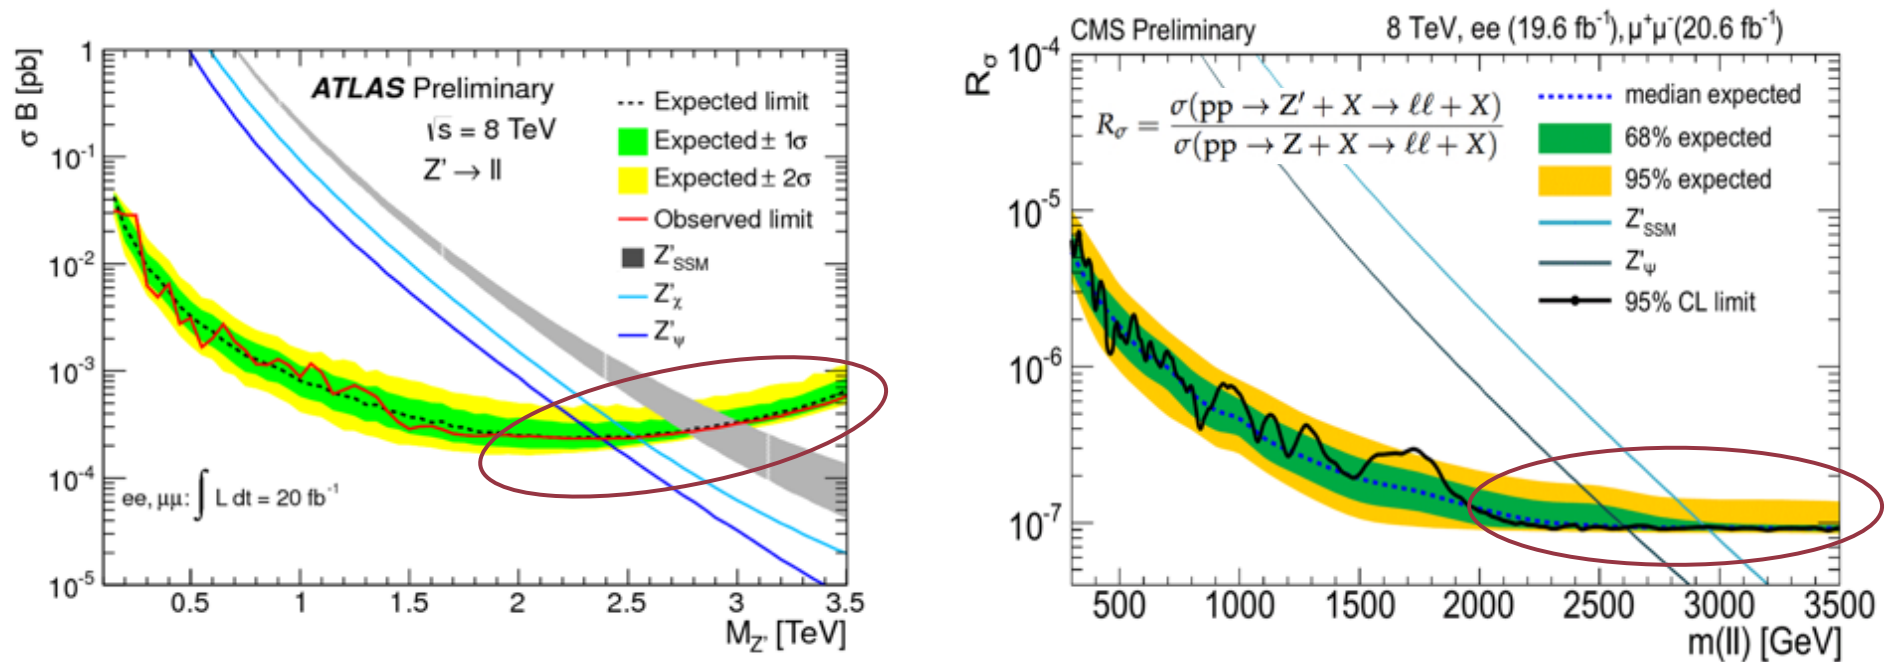 σ B [pb]
1
10⁻¹
10⁻²
10⁻³
10⁻⁴
10⁻⁵
ATLAS Preliminary
√s = 8 TeV
Z' → ll
Expected limit
Expected ± 1σ
Expected ± 2σ
Observed limit
Z'SSM
Z'χ
Z'ψ
ee, μμ: ∫ L dt = 20 fb⁻¹
0.5 1 1.5 2 2.5 3 3.5
M_Z' [TeV]
CMS Preliminary 8 TeV, ee (19.6 fb⁻¹), μ⁺μ⁻(20.6 fb⁻¹)
R_σ
10⁻⁴
10⁻⁵
10⁻⁶
10⁻⁷
R_σ = σ(pp → Z' + X → ℓℓ + X) / σ(pp → Z + X → ℓℓ + X)
median expected
68% expected
95% expected
Z'SSM
Z'ψ
95% CL limit
500 1000 1500 2000 2500 3000 3500
m(ll) [GeV]